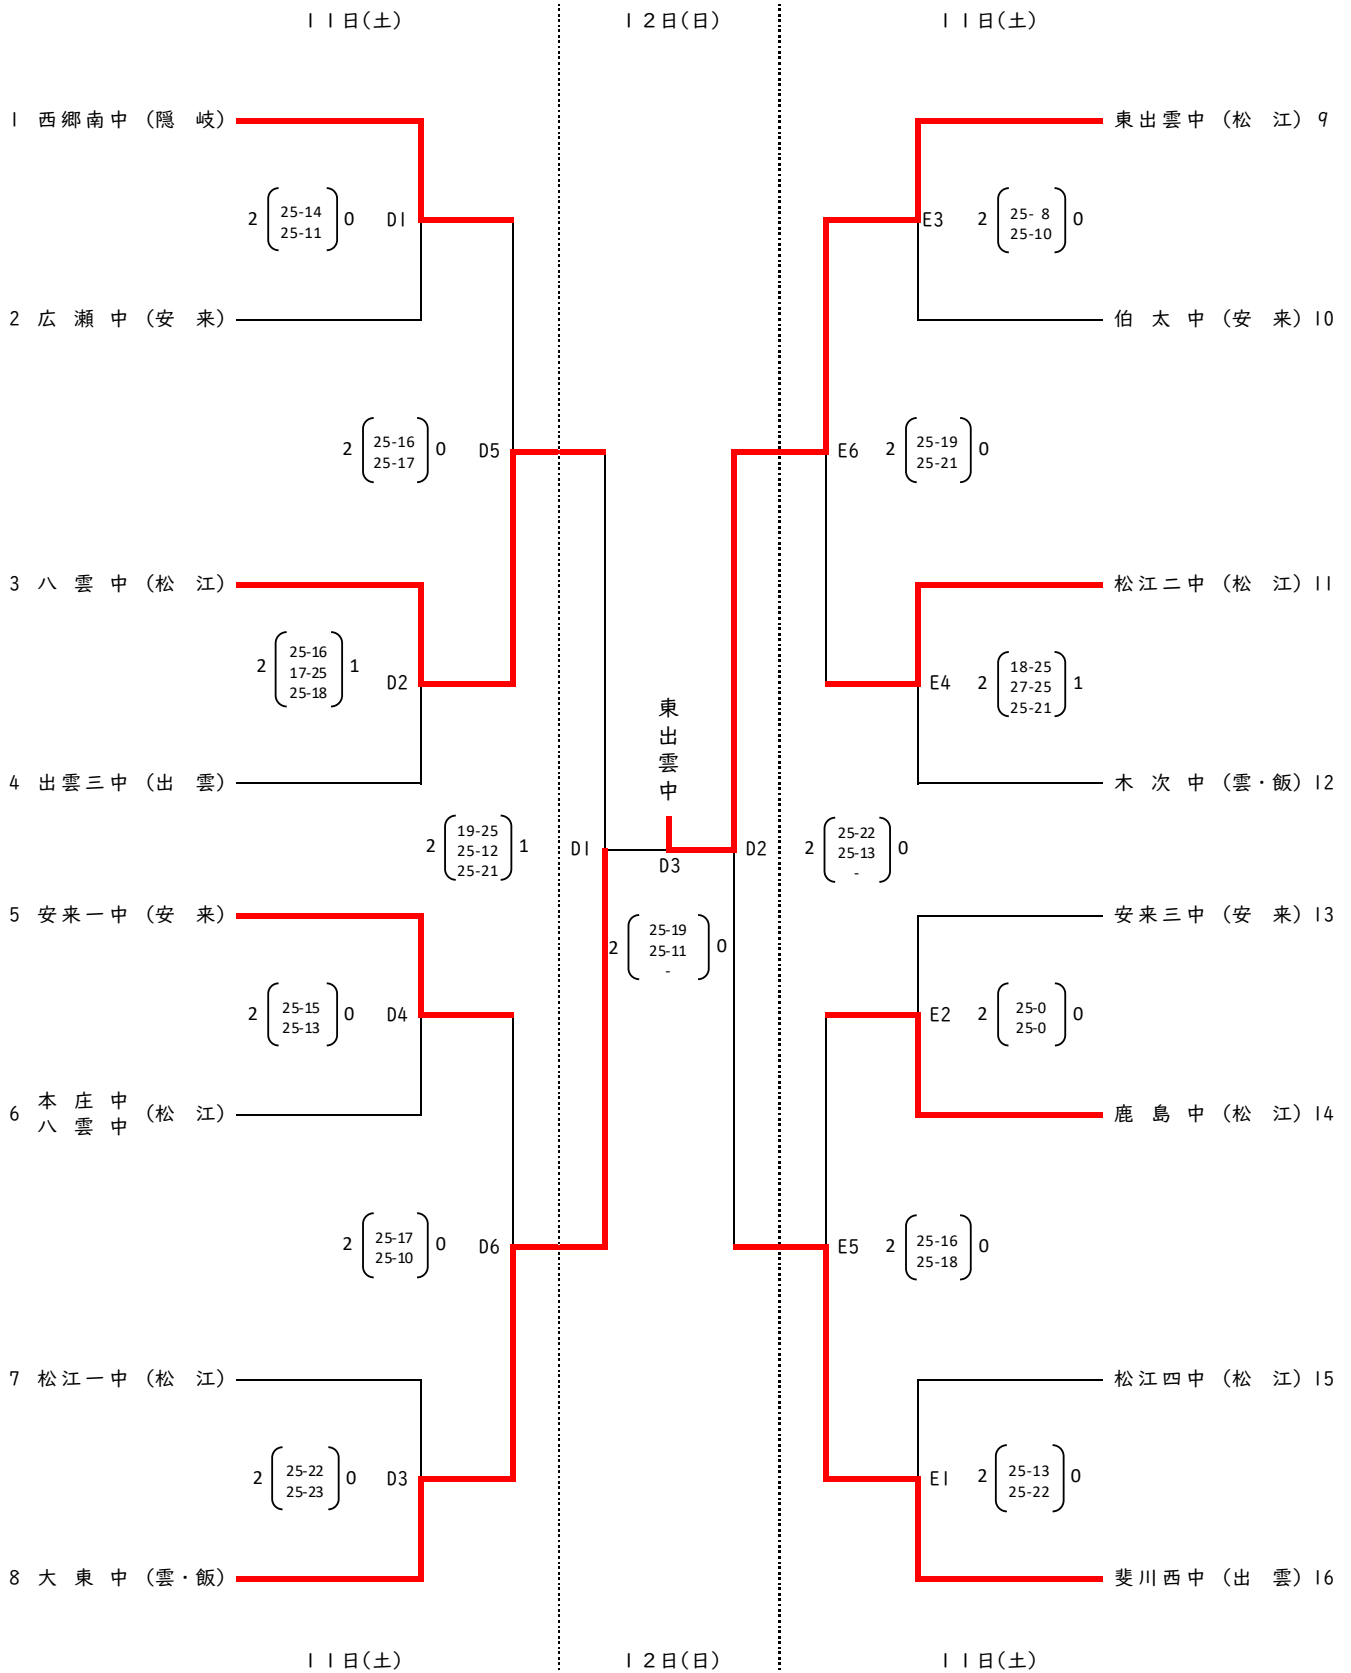 11日(土) 12日(日) 11日(土)
1 西郷南中 (隠 岐) 東出雲中 (松 江) 9
2 ( 25-14 25-11 ) 0 D1 E3 2 ( 25- 8 25-10 ) 0
2 広 瀬 中 (安 来) 伯 太 中 (安 来) 10
2 ( 25-16 25-17 ) 0 D5 E6 2 ( 25-19 25-21 ) 0
3 八 雲 中 (松 江) 松江二中 (松 江) 11
2 ( 25-16 17-25 25-18 ) 1 D2 E4 2 ( 18-25 27-25 25-21 ) 1
東出雲中
4 出雲三中 (出 雲) 木 次 中 (雲・飯) 12
2 ( 19-25 25-12 25-21 ) 1 D1 D3 D2 2 ( 25-22 25-13 - ) 0
5 安来一中 (安 来) 安来三中 (安 来) 13
2 ( 25-19 25-11 - ) 0
2 ( 25-15 25-13 ) 0 D4 E2 2 ( 25-0 25-0 ) 0
6 本 庄 中 八 雲 中 (松 江) 鹿 島 中 (松 江) 14
2 ( 25-17 25-10 ) 0 D6 E5 2 ( 25-16 25-18 ) 0
7 松江一中 (松 江) 松江四中 (松 江) 15
2 ( 25-22 25-23 ) 0 D3 E1 2 ( 25-13 25-22 ) 0
8 大 東 中 (雲・飯) 斐川西中 (出 雲) 16
11日(土) 12日(日) 11日(土)